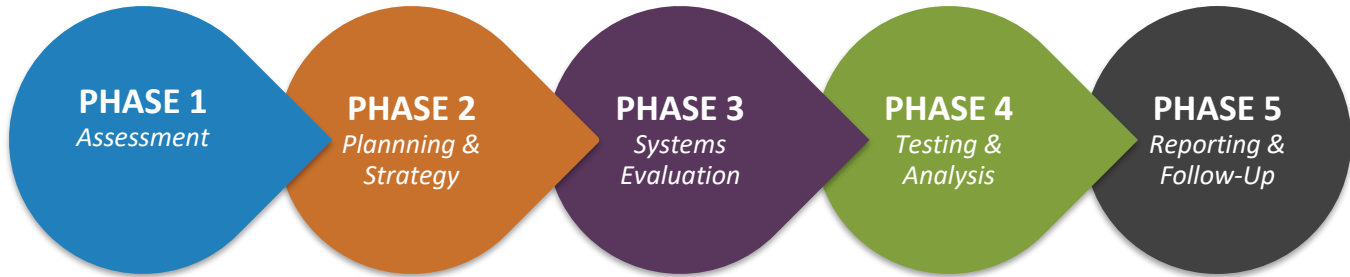 PHASE 1
Assessment
PHASE 2
Plannning &
Strategy
PHASE 3
Systems
Evaluation
PHASE 4
Testing &
Analysis
PHASE 5
Reporting &
Follow-Up